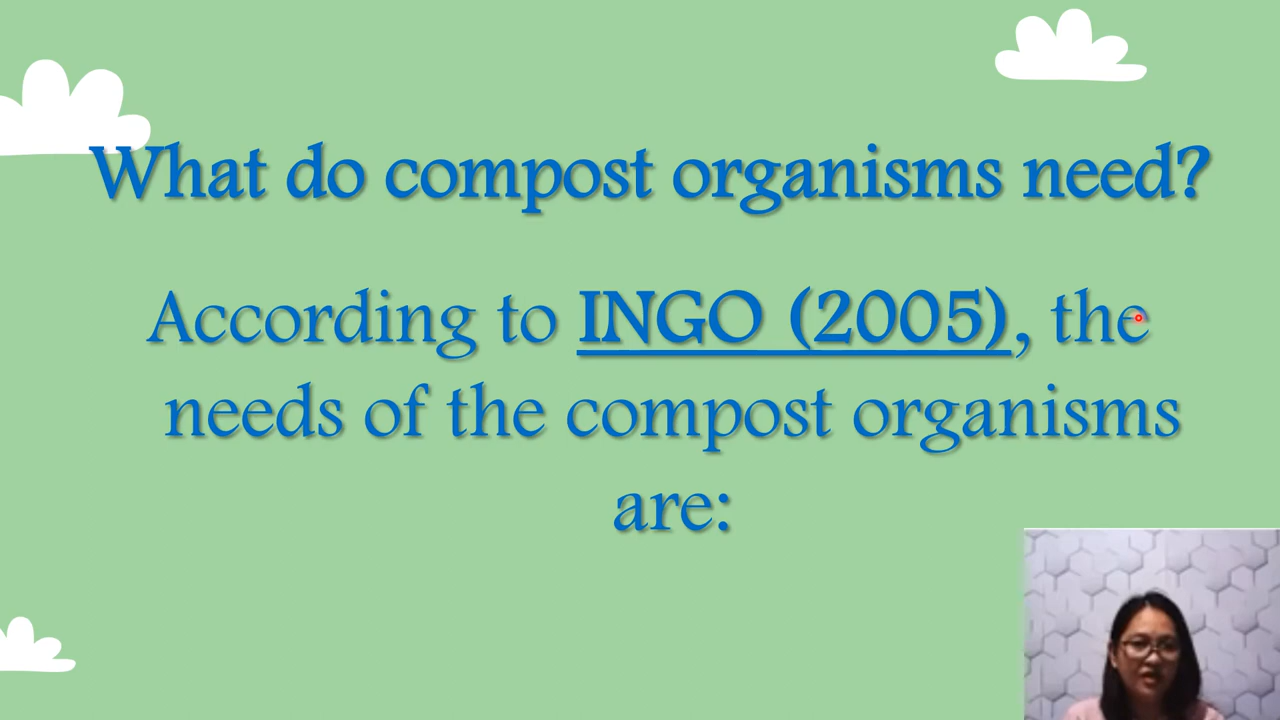 What do compost organisms need?
According to INGO (2005), the
needs of the compost organisms
are: